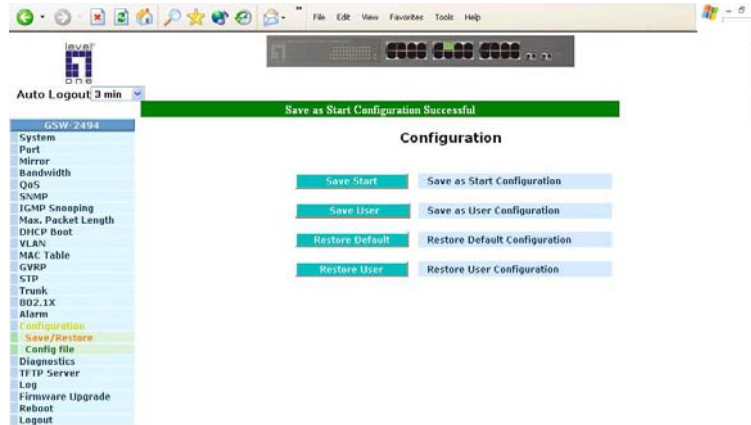 File Edit View Favorites Tools Help
level
one
Auto Logout 3 min
Save as Start Configuration Successful
GSW-2494
System
Port
Mirror
Bandwidth
QoS
SNMP
IGMP Snooping
Max. Packet Length
DHCP Boot
VLAN
MAC Table
GVRP
STP
Trunk
802.1X
Alarm
Configuration
Save/Restore
Config file
Diagnostics
TFTP Server
Log
Firmware Upgrade
Reboot
Logout
Configuration
Save Start Save as Start Configuration
Save User Save as User Configuration
Restore Default Restore Default Configuration
Restore User Restore User Configuration